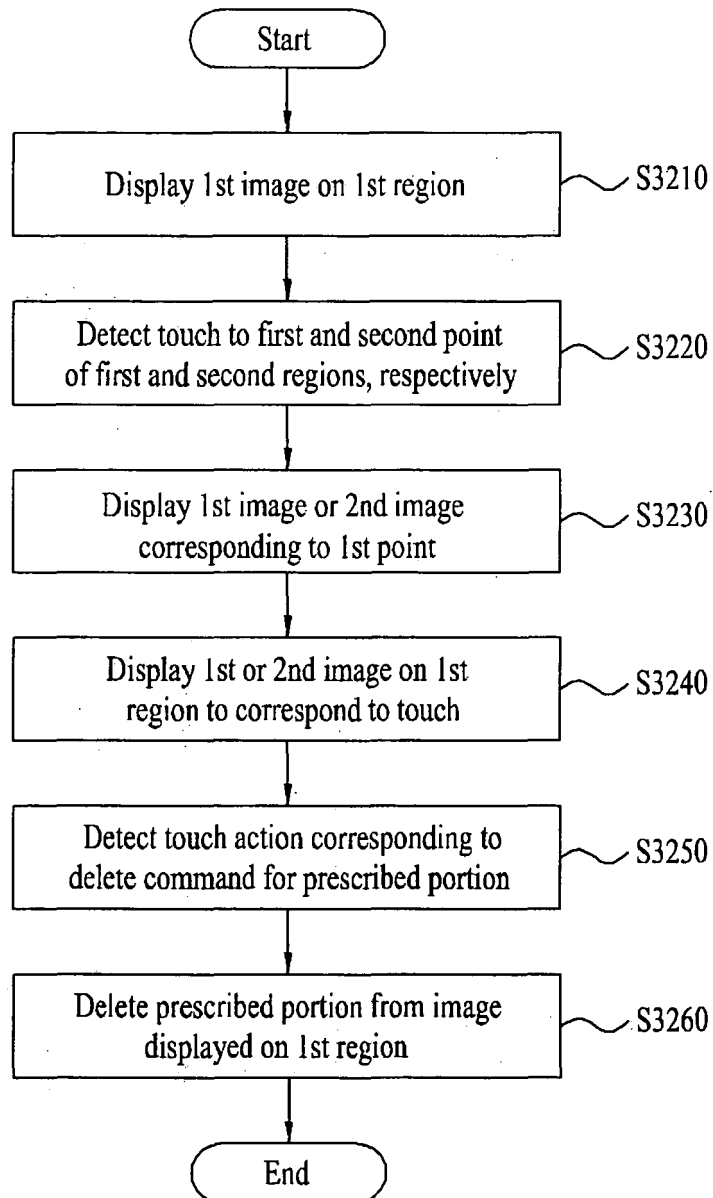 Start
Display 1st image on 1st region
S3210
Detect touch to first and second point
of first and second regions, respectively
S3220
Display 1st image or 2nd image
corresponding to 1st point
S3230
Display 1st or 2nd image on 1st
region to correspond to touch
S3240
Detect touch action corresponding to
delete command for prescribed portion
S3250
Delete prescribed portion from image
displayed on 1st region
S3260
End